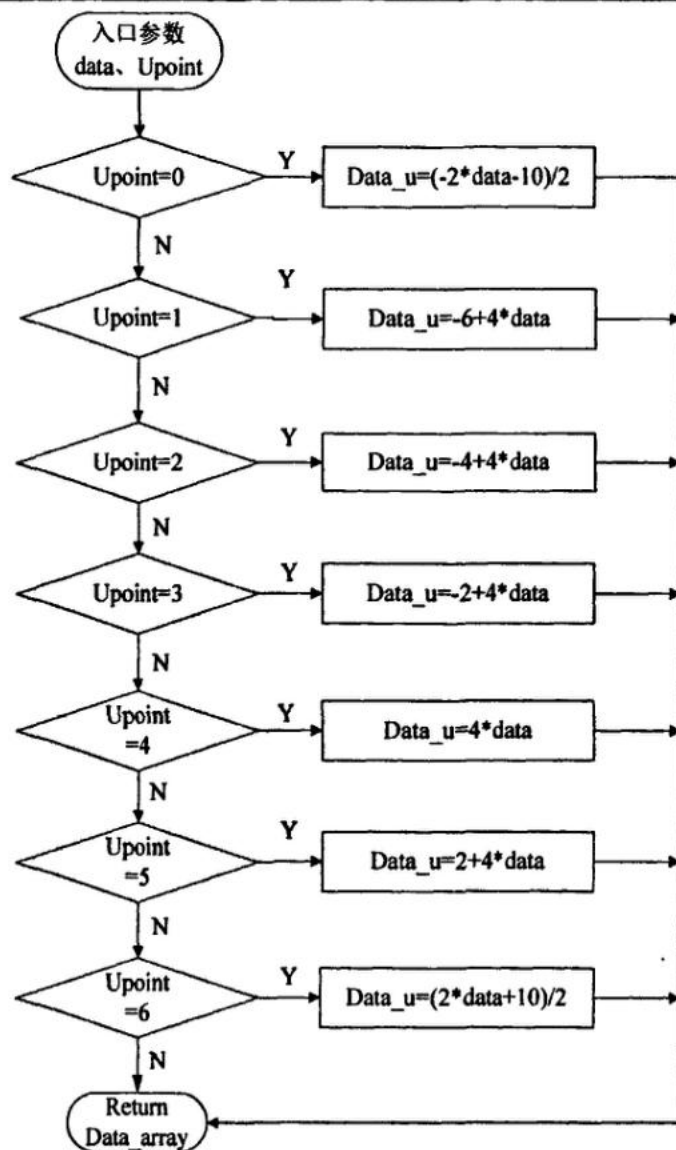 入口参数
data、Upoint
Upoint=0
Y
Data_u=(-2*data-10)/2
N
Upoint=1
Y
Data_u=-6+4*data
N
Upoint=2
Y
Data_u=-4+4*data
N
Upoint=3
Y
Data_u=-2+4*data
N
Upoint
=4
Y
Data_u=4*data
N
Upoint
=5
Y
Data_u=2+4*data
N
Upoint
=6
Y
Data_u=(2*data+10)/2
N
Return
Data_array